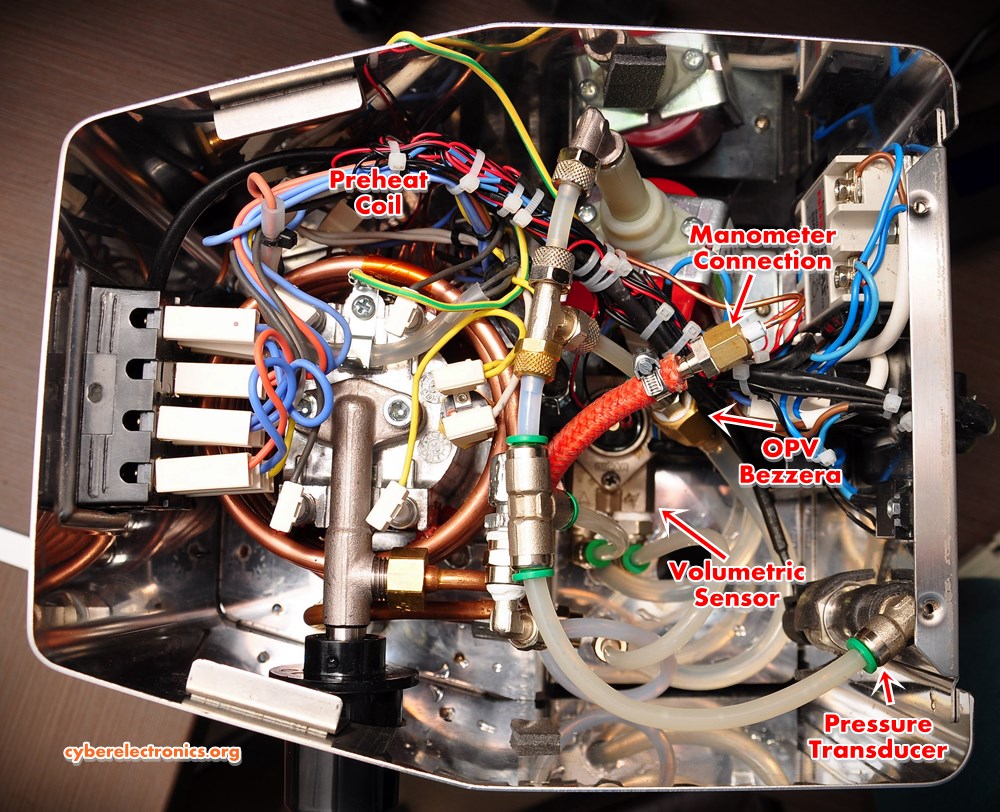 Preheat
Coil
Manometer
Connection
OPV
Bezzera
Volumetric
Sensor
Pressure
Transducer
cyberelectronics.org